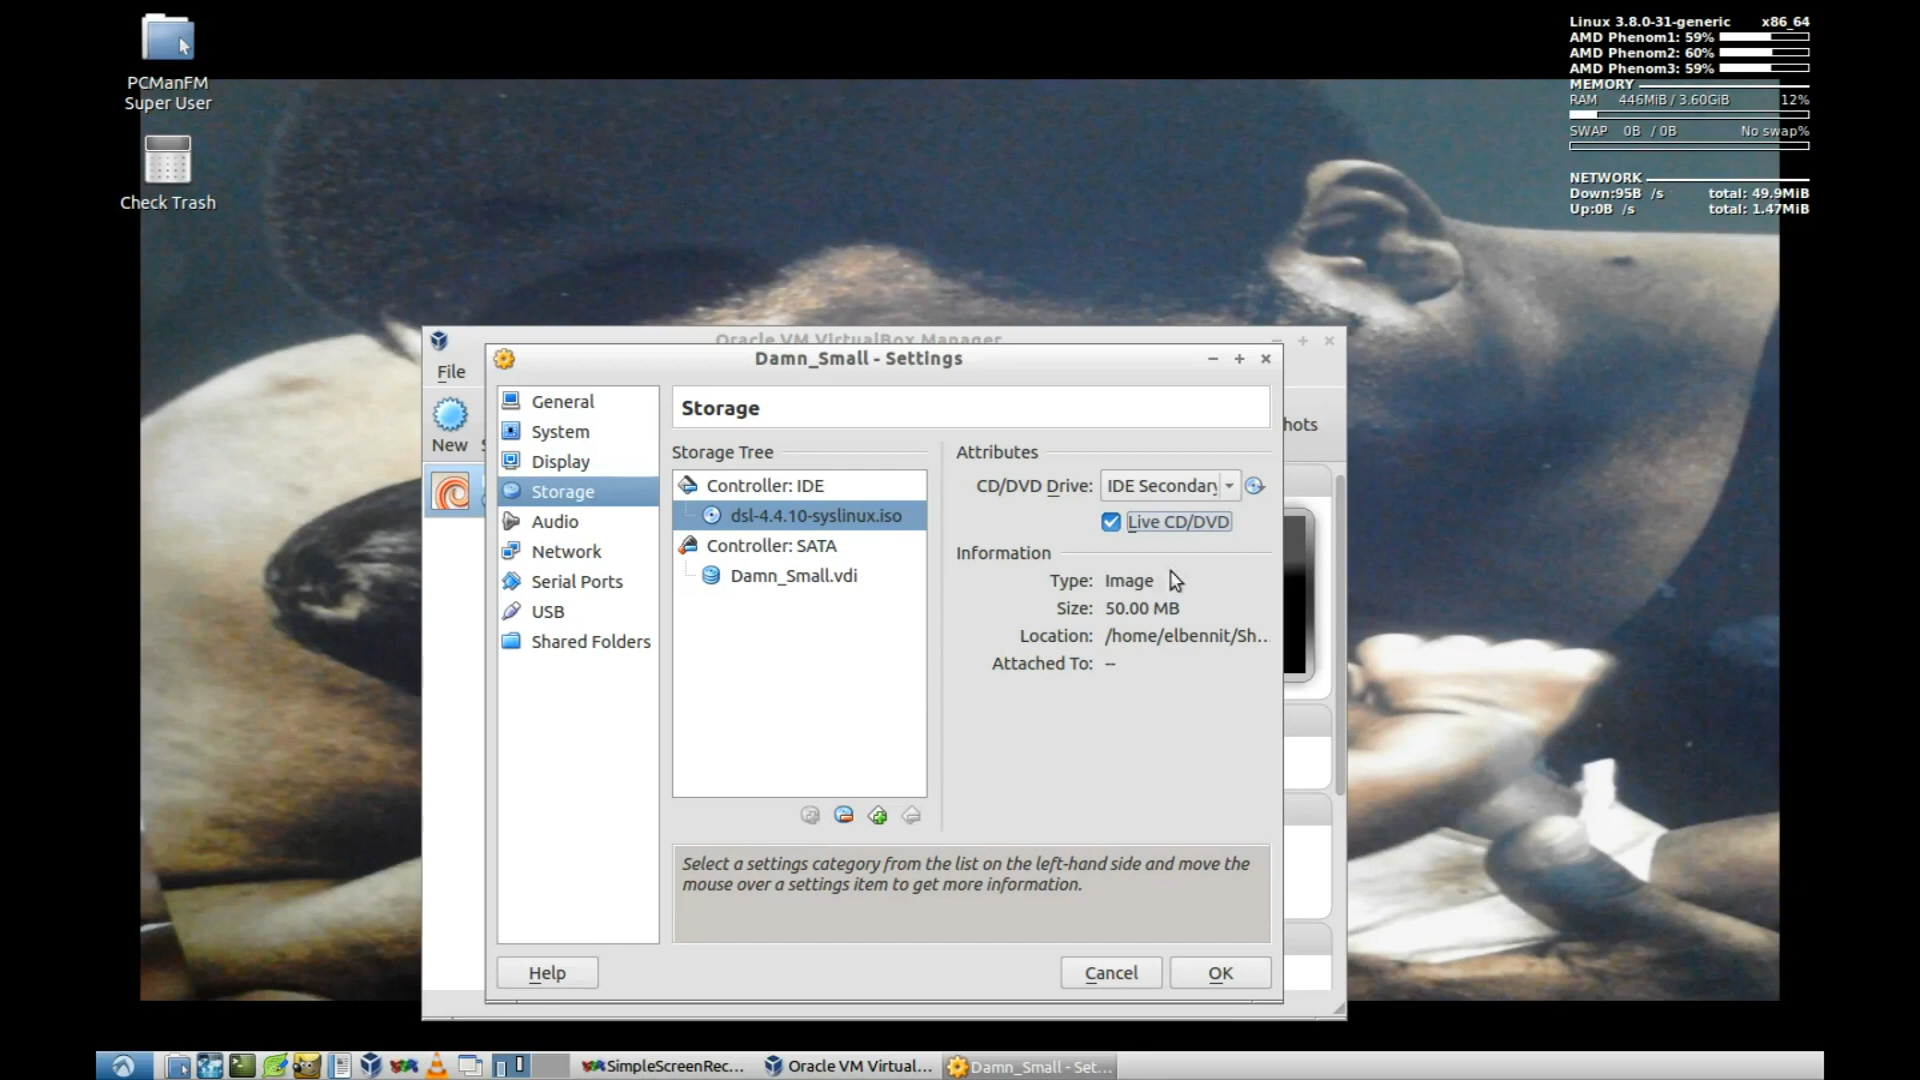 PCManFM
Super User
Check Trash
Linux 3.8.0-31-generic x86_64
AMD Phenom1: 59%
AMD Phenom2: 60%
AMD Phenom3: 59%
MEMORY
RAM 446MiB / 3.60GiB 12%
SWAP 0B / 0B No swap%
NETWORK
Down:95B /s total: 49.9MiB
Up:0B /s total: 1.47MiB
Oracle VM VirtualBox Manager
File
New
hots
Damn_Small - Settings
General
System
Display
Storage
Audio
Network
Serial Ports
USB
Shared Folders
Storage
Storage Tree
Controller: IDE
dsl-4.4.10-syslinux.iso
Controller: SATA
Damn_Small.vdi
Attributes
CD/DVD Drive: IDE Secondary
Live CD/DVD
Information
Type: Image
Size: 50.00 MB
Location: /home/elbennit/Sh...
Attached To: --
Select a settings category from the list on the left-hand side and move the
mouse over a settings item to get more information.
Help
Cancel
OK
SimpleScreenRec...
Oracle VM Virtual...
Damn_Small - Set...